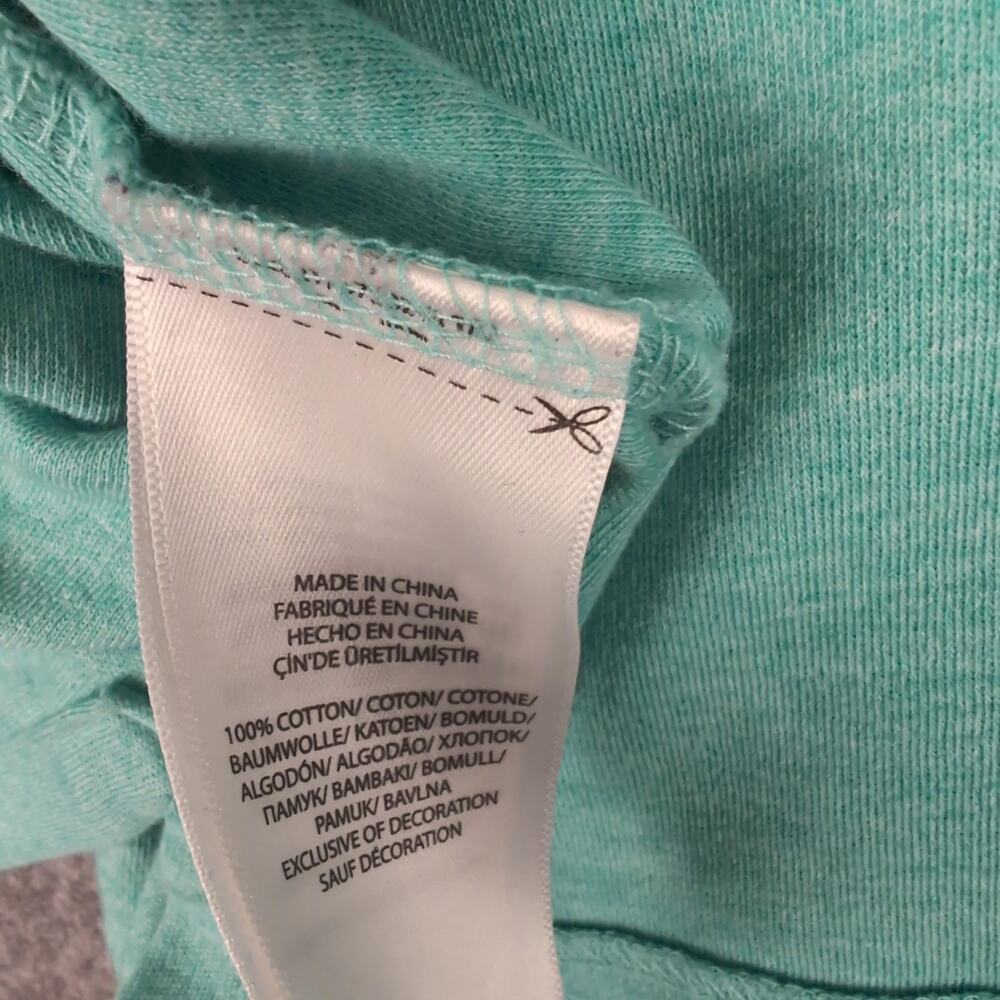 MADE IN CHINA
FABRIQUÉ EN CHINE
HECHO EN CHINA
ÇİN'DE ÜRETİLMİŞTİR
100% COTTON/ COTON/ COTONE/
BAUMWOLLE/ KATOEN/ BOMULD/
ALGODÓN/ ALGODÃO/ ХЛОПОК/
ПАМУК/ BAMBAKI/ BOMULL/
PAMUK/ BAVLNA
EXCLUSIVE OF DECORATION
SAUF DÉCORATION